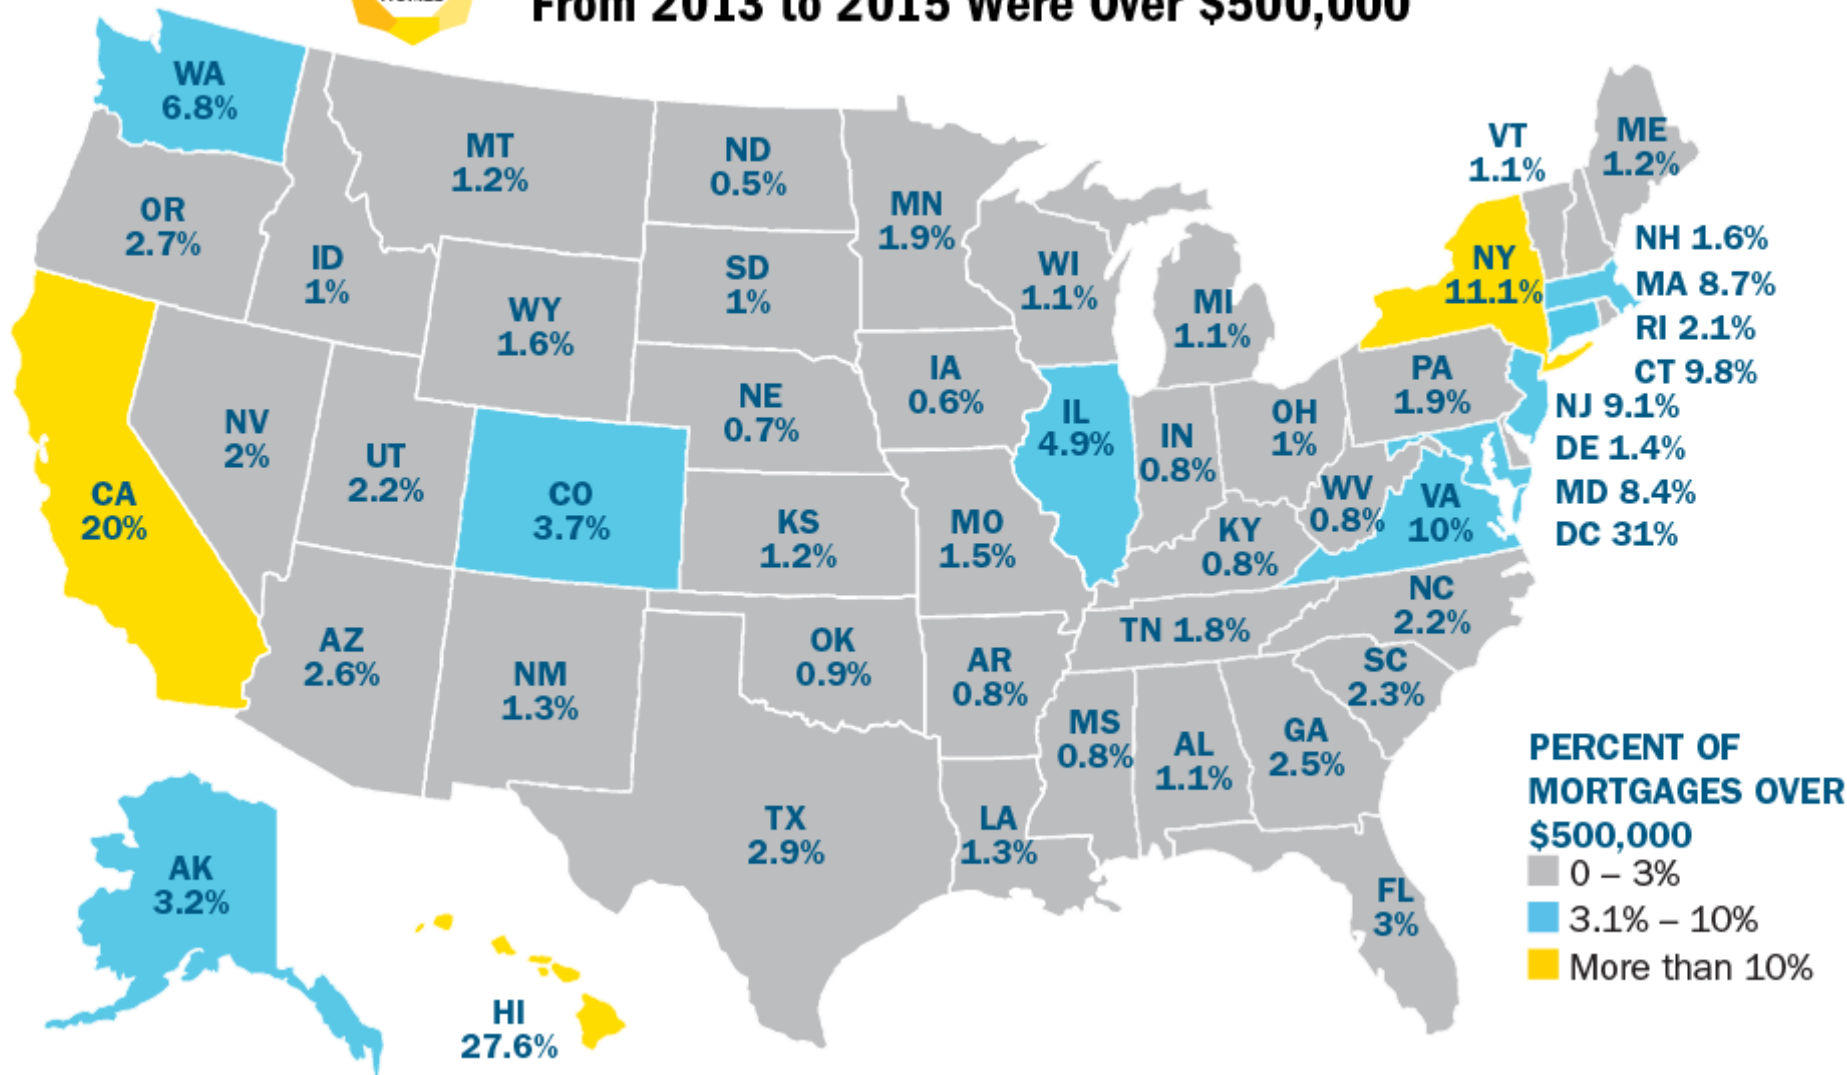 From 2013 to 2015 Were Over $500,000
WA
6.8%
MT
1.2%
ND
0.5%
MN
1.9%
VT
1.1%
ME
1.2%
OR
2.7%
ID
1%
WY
1.6%
SD
1%
WI
1.1%
MI
1.1%
NY
11.1%
NH 1.6%
MA 8.7%
RI 2.1%
CT 9.8%
NJ 9.1%
DE 1.4%
MD 8.4%
DC 31%
NV
2%
UT
2.2%
NE
0.7%
IA
0.6%
IL
4.9%
IN
0.8%
OH
1%
PA
1.9%
CA
20%
CO
3.7%
KS
1.2%
MO
1.5%
KY
0.8%
WV
0.8%
VA
10%
AZ
2.6%
NM
1.3%
OK
0.9%
AR
0.8%
TN 1.8%
NC
2.2%
SC
2.3%
MS
0.8%
AL
1.1%
GA
2.5%
TX
2.9%
LA
1.3%
FL
3%
AK
3.2%
HI
27.6%
PERCENT OF
MORTGAGES OVER
$500,000
0 – 3%
3.1% – 10%
More than 10%